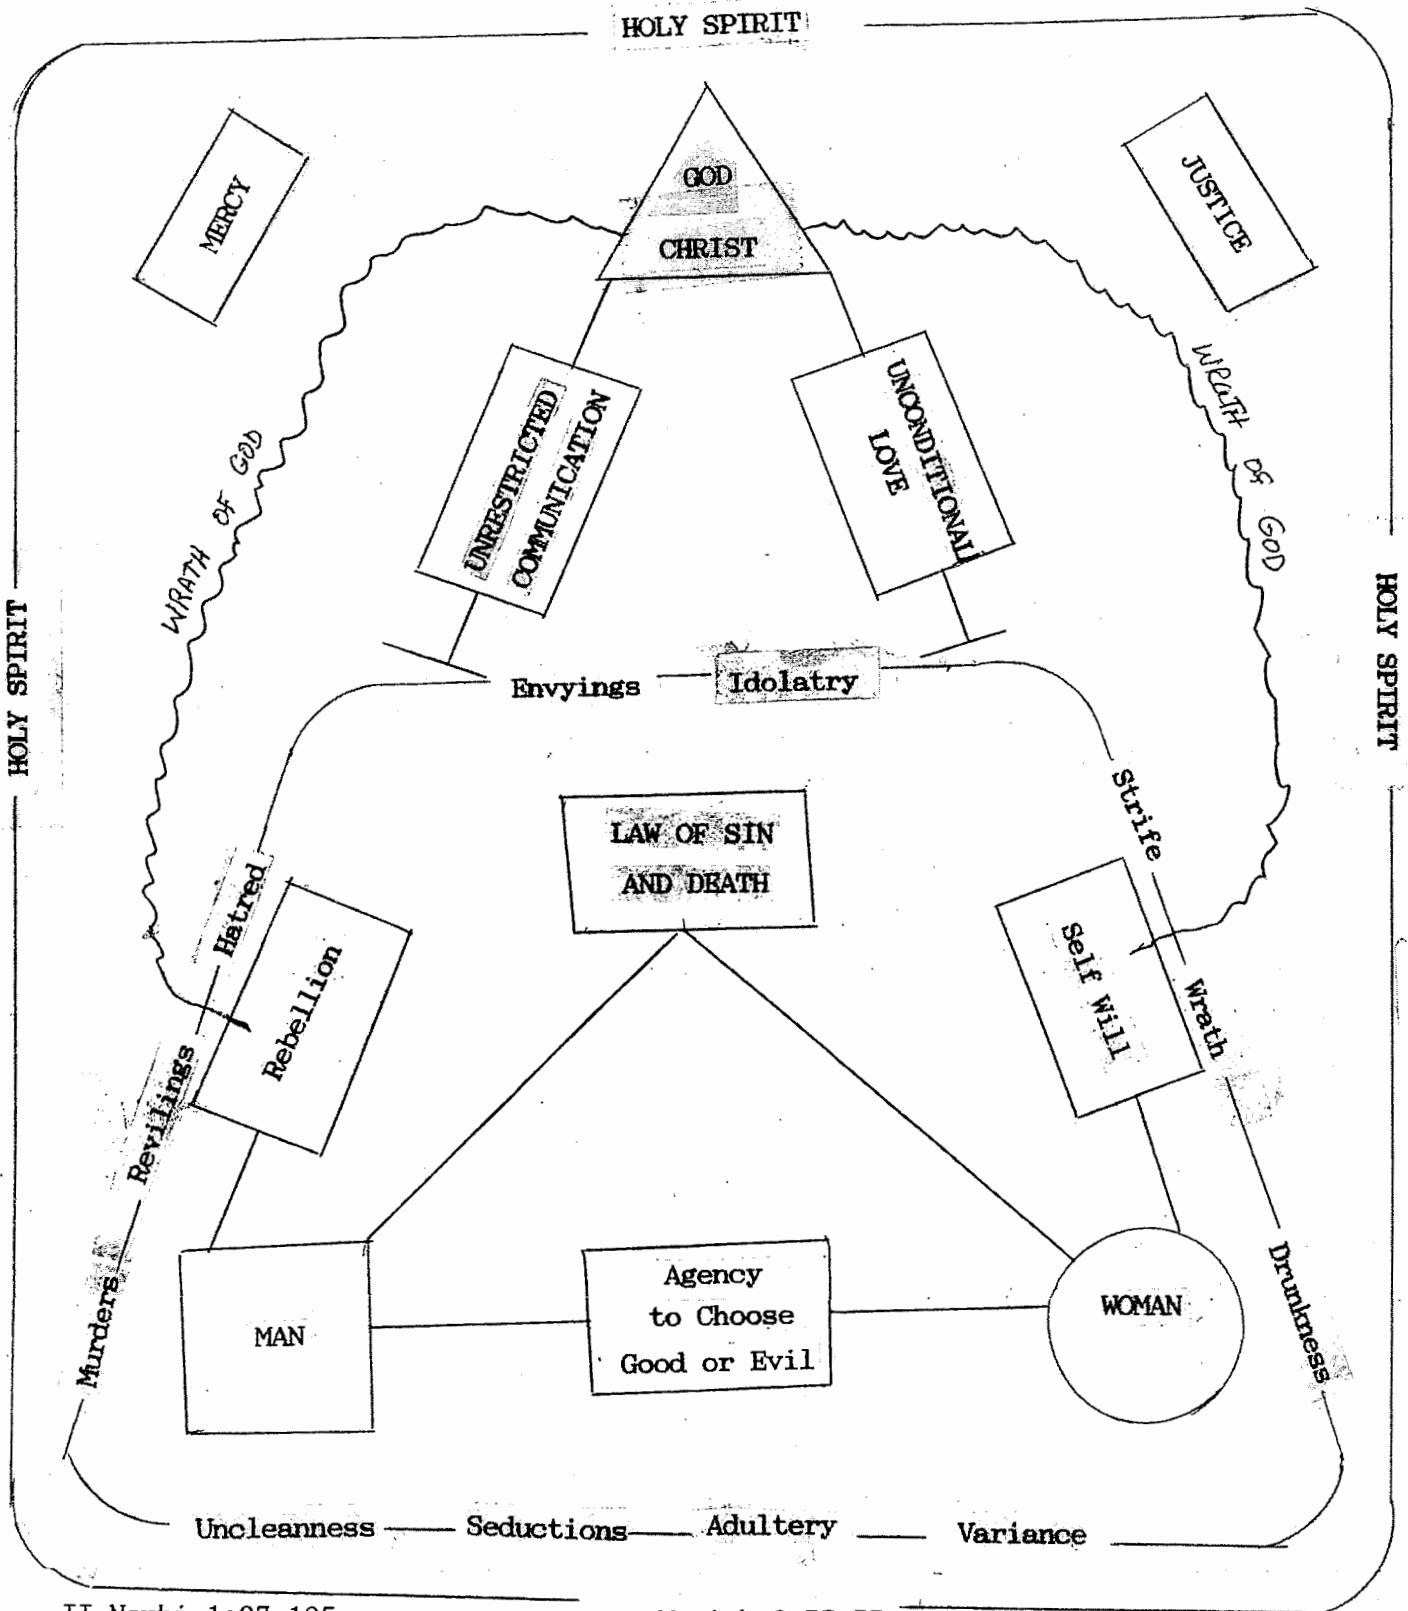 HOLY SPIRIT
MERCY
GOD
CHRIST
JUSTICE
WRATH OF GOD
UNRESTRICTED
COMMUNICATION
UNCONDITIONAL
LOVE
WRATH OF GOD
HOLY SPIRIT
HOLY SPIRIT
Envyings
Idolatry
Strife
LAW OF SIN
AND DEATH
Hatred
Rebellion
Self Will
Wrath
Revilings
Murders
MAN
Agency
to Choose
Good or Evil
WOMAN
Drunkness
Uncleanness
Seductions
Adultery
Variance